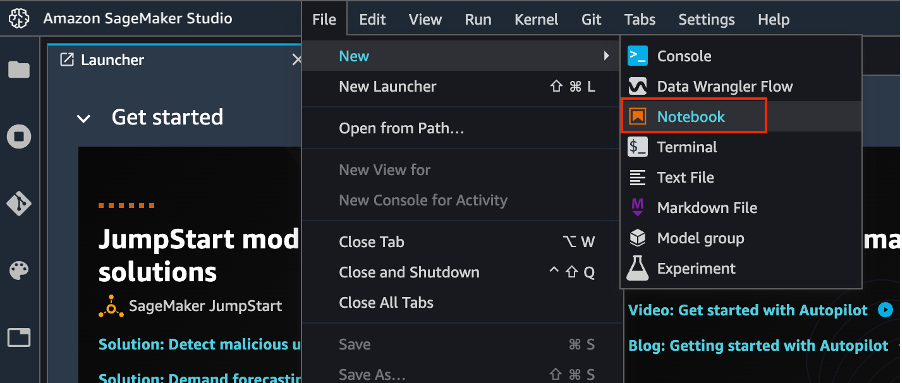 Amazon SageMaker Studio
File Edit View Run Kernel Git Tabs Settings Help
Launcher
Get started
JumpStart mod
solutions
SageMaker JumpStart
Solution: Detect malicious u
Solution: Demand forecastin
New
New Launcher ⇧ ⌘ L
Open from Path…
New View for
New Console for Activity
Close Tab ⌥ W
Close and Shutdown ^ ⇧ Q
Close All Tabs
Save ⌘ S
Save As… ⇧ ⌘ S
Console
Data Wrangler Flow
Notebook
$_ Terminal
Text File
M Markdown File
Model group
Experiment
ma
Video: Get started with Autopilot
Blog: Getting started with Autopilot